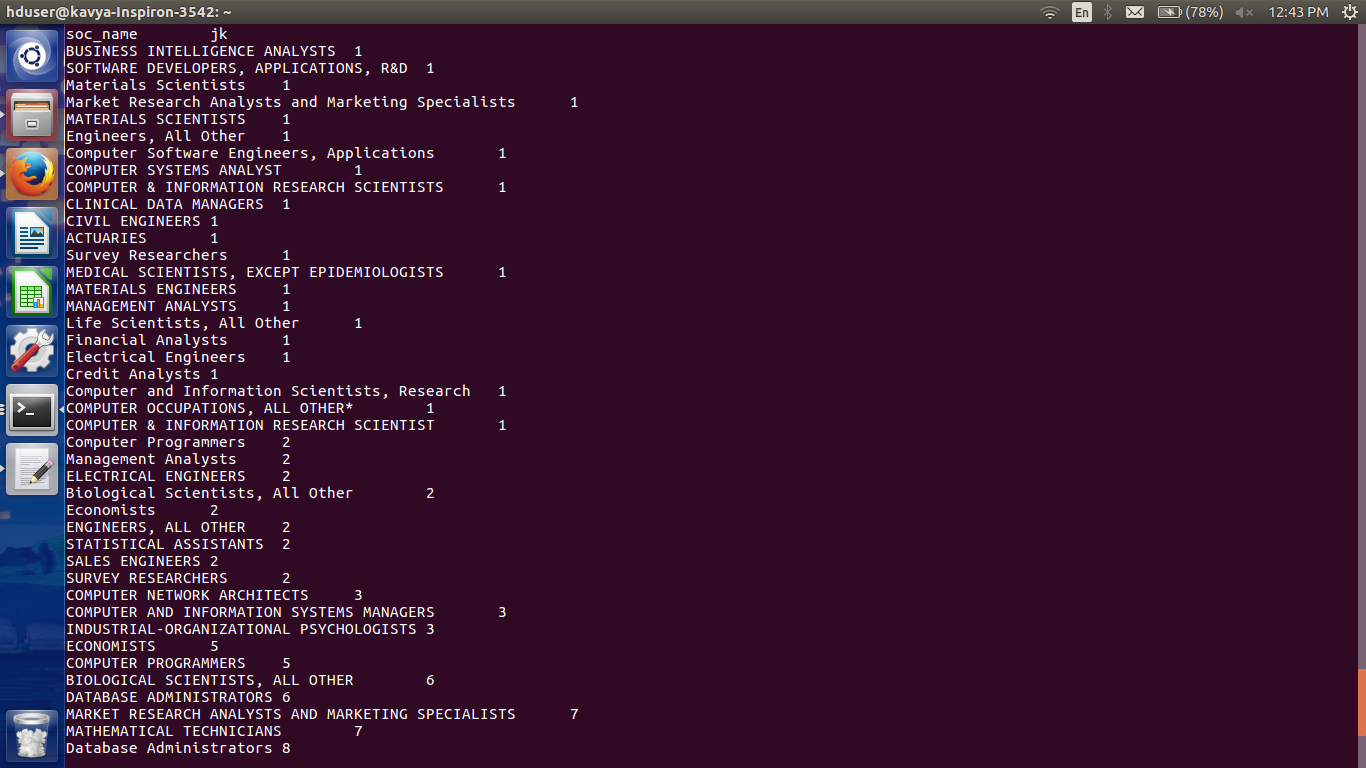 hduser@kavya-Inspiron-3542: ~ En (78%) 12:43 PM
soc_name jk
BUSINESS INTELLIGENCE ANALYSTS 1
SOFTWARE DEVELOPERS, APPLICATIONS, R&D 1
Materials Scientists 1
Market Research Analysts and Marketing Specialists 1
MATERIALS SCIENTISTS 1
Engineers, All Other 1
Computer Software Engineers, Applications 1
COMPUTER SYSTEMS ANALYST 1
COMPUTER & INFORMATION RESEARCH SCIENTISTS 1
CLINICAL DATA MANAGERS 1
CIVIL ENGINEERS 1
ACTUARIES 1
Survey Researchers 1
MEDICAL SCIENTISTS, EXCEPT EPIDEMIOLOGISTS 1
MATERIALS ENGINEERS 1
MANAGEMENT ANALYSTS 1
Life Scientists, All Other 1
Financial Analysts 1
Electrical Engineers 1
Credit Analysts 1
Computer and Information Scientists, Research 1
COMPUTER OCCUPATIONS, ALL OTHER* 1
COMPUTER & INFORMATION RESEARCH SCIENTIST 1
Computer Programmers 2
Management Analysts 2
ELECTRICAL ENGINEERS 2
Biological Scientists, All Other 2
Economists 2
ENGINEERS, ALL OTHER 2
STATISTICAL ASSISTANTS 2
SALES ENGINEERS 2
SURVEY RESEARCHERS 2
COMPUTER NETWORK ARCHITECTS 3
COMPUTER AND INFORMATION SYSTEMS MANAGERS 3
INDUSTRIAL-ORGANIZATIONAL PSYCHOLOGISTS 3
ECONOMISTS 5
COMPUTER PROGRAMMERS 5
BIOLOGICAL SCIENTISTS, ALL OTHER 6
DATABASE ADMINISTRATORS 6
MARKET RESEARCH ANALYSTS AND MARKETING SPECIALISTS 7
MATHEMATICAL TECHNICIANS 7
Database Administrators 8